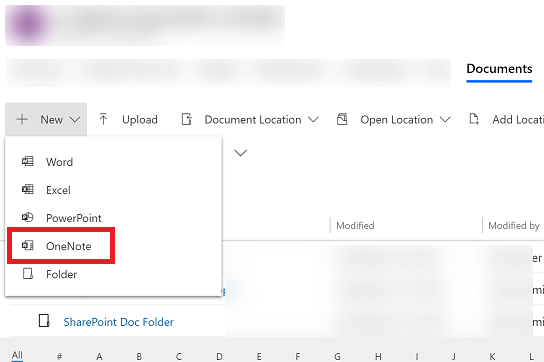 Documents
New Upload Document Location Open Location Add Locati
Word
Excel
PowerPoint
OneNote
Folder
Modified Modified by
SharePoint Doc Folder
All # A B C D E F G H I J K L